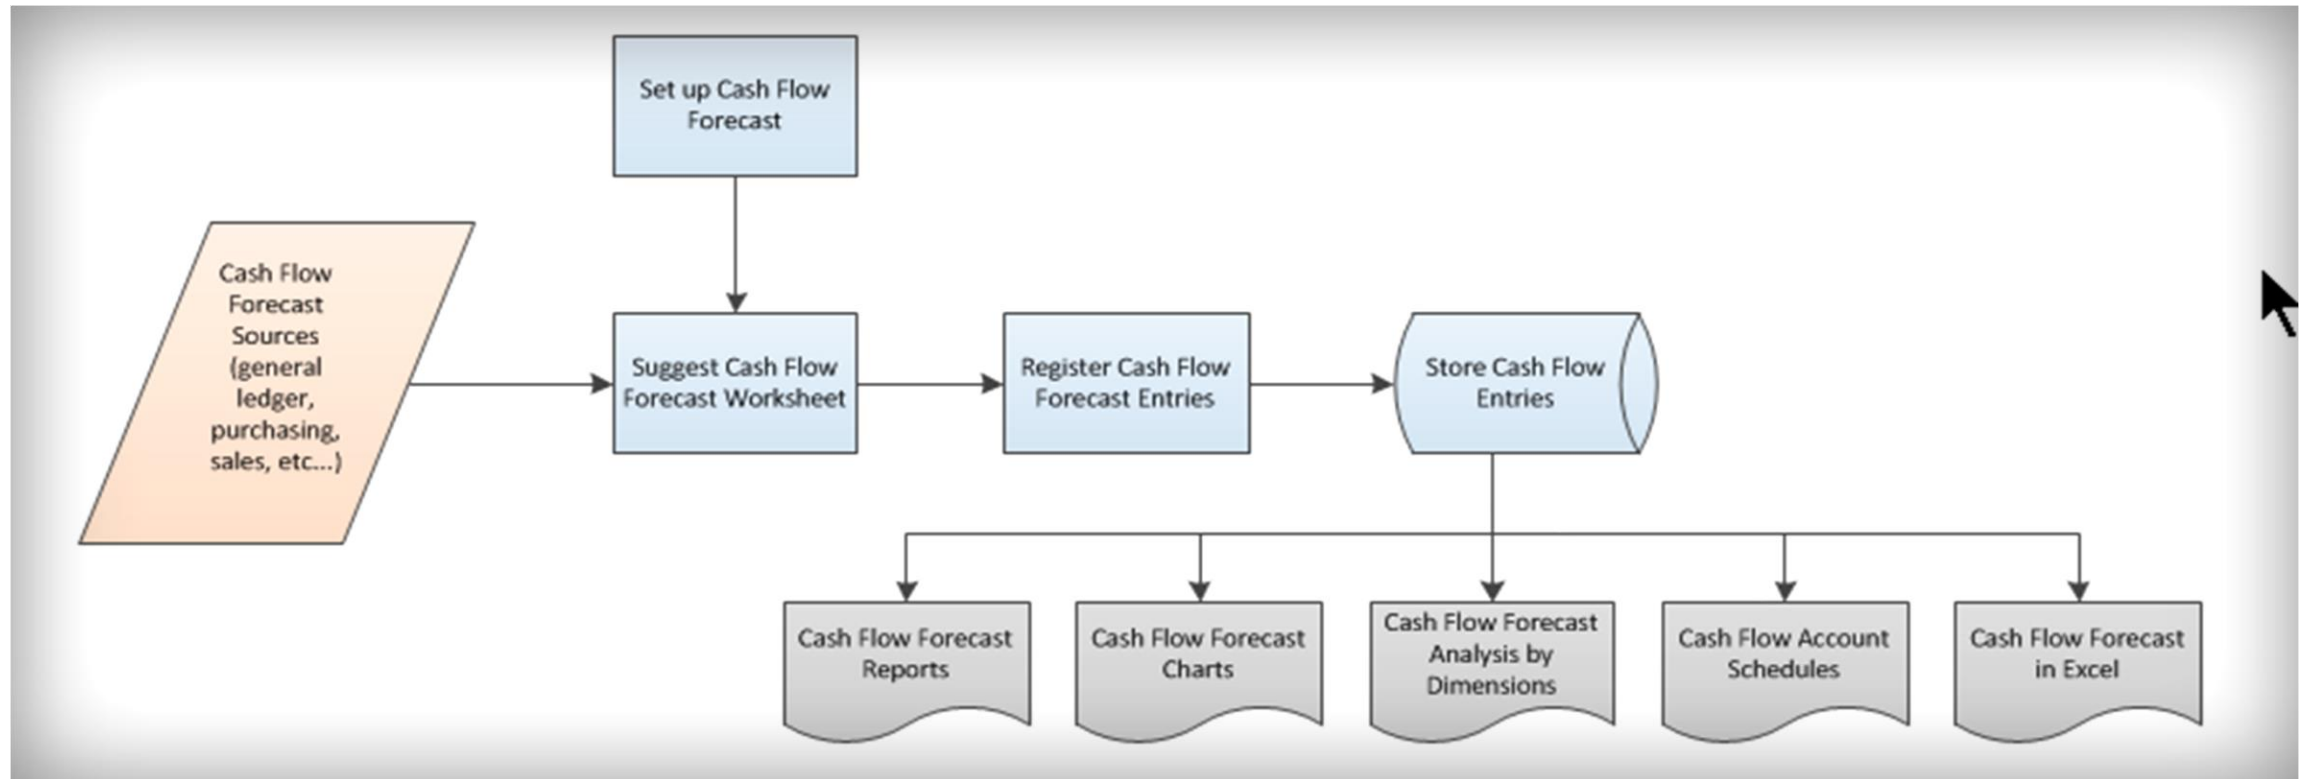 Set up Cash Flow
Forecast
Cash Flow
Forecast
Sources
(general
ledger,
purchasing,
sales, etc...)
Suggest Cash Flow
Forecast Worksheet
Register Cash Flow
Forecast Entries
Store Cash Flow
Entries
Cash Flow Forecast
Reports
Cash Flow Forecast
Charts
Cash Flow Forecast
Analysis by
Dimensions
Cash Flow Account
Schedules
Cash Flow Forecast
in Excel